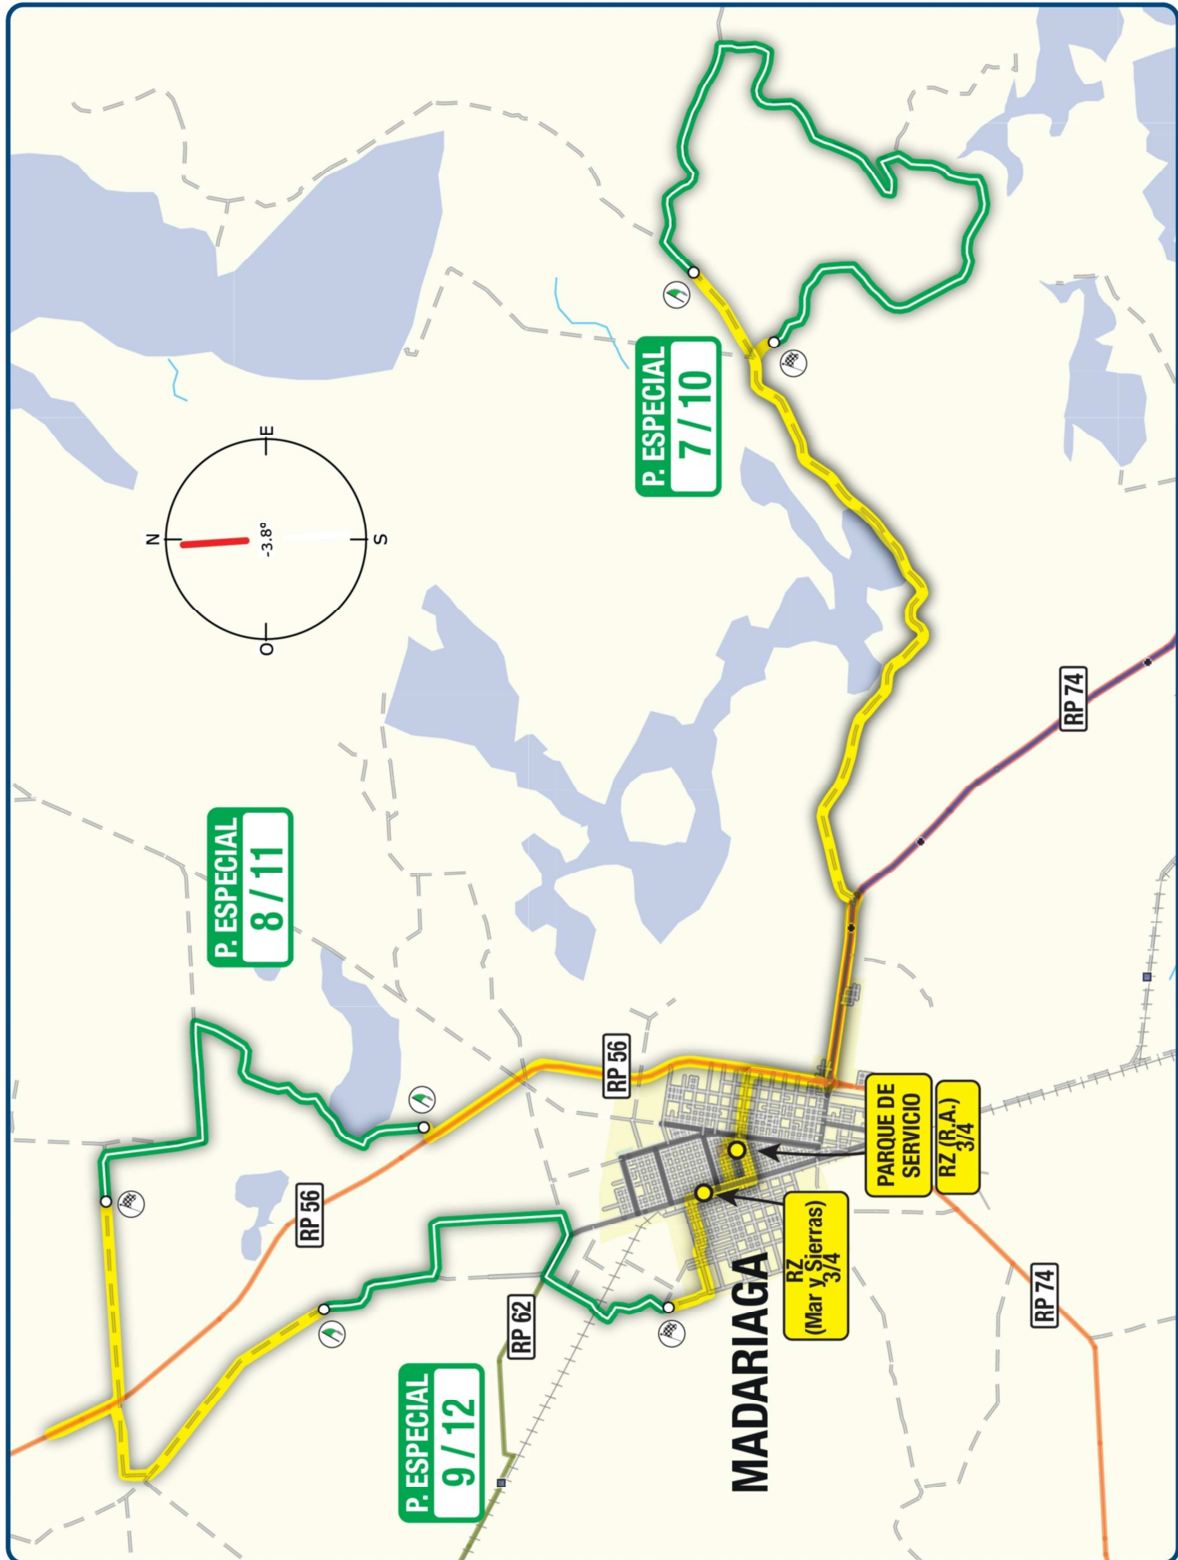 P. ESPECIAL
9 / 12
P. ESPECIAL
8 / 11
P. ESPECIAL
7 / 10
N
E
S
O
-3.8°
RP 56
RP 56
RP 62
RP 74
RP 74
MADARIAGA
RZ
(Mar y Sierras)
3/4
PARQUE DE
SERVICIO
RZ (R.A.)
3/4